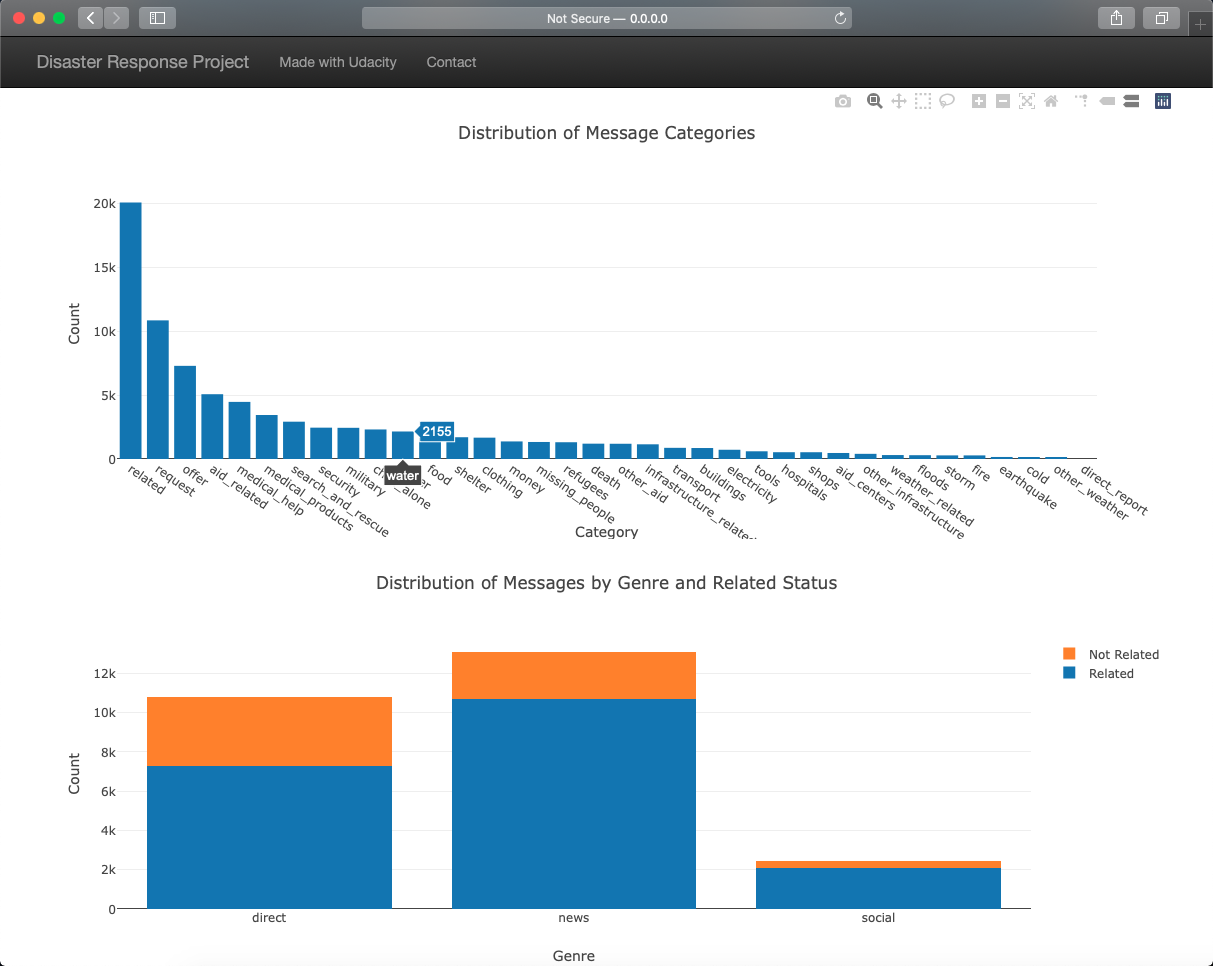 Not Secure — 0.0.0.0
Disaster Response Project Made with Udacity Contact
Distribution of Message Categories
20k
15k
10k
5k
0
Count
2155
water
related
request
offer
aid_related
medical_help
medical_products
search_and_rescue
security
military
food
shelter
clothing
money
missing_people
refugees
death
other_aid
infrastructure_related
transport
buildings
electricity
tools
hospitals
shops
aid_centers
other_infrastructure
weather_related
floods
storm
fire
earthquake
cold
other_weather
direct_report
Category
Distribution of Messages by Genre and Related Status
12k
10k
8k
6k
4k
2k
0
Count
Not Related
Related
direct news social
Genre